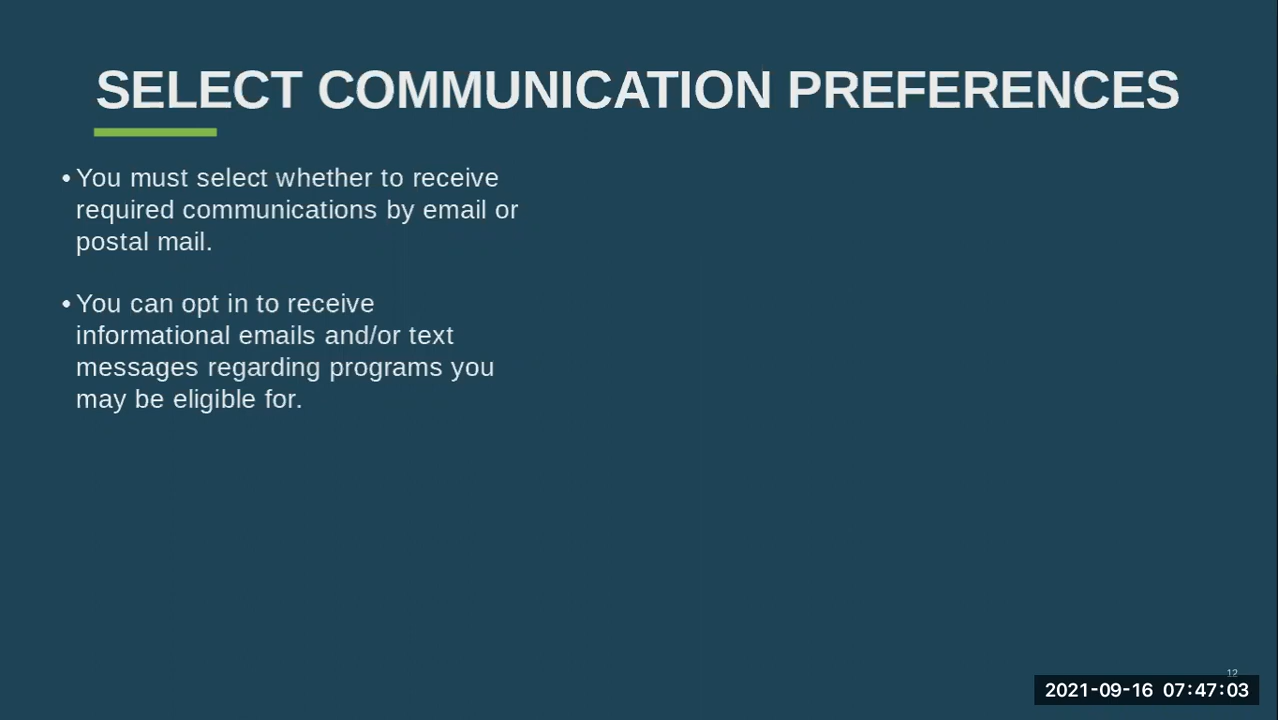 SELECT COMMUNICATION PREFERENCES
• You must select whether to receive
required communications by email or
postal mail.
• You can opt in to receive
informational emails and/or text
messages regarding programs you
may be eligible for.
12
2021-09-16 07:47:03